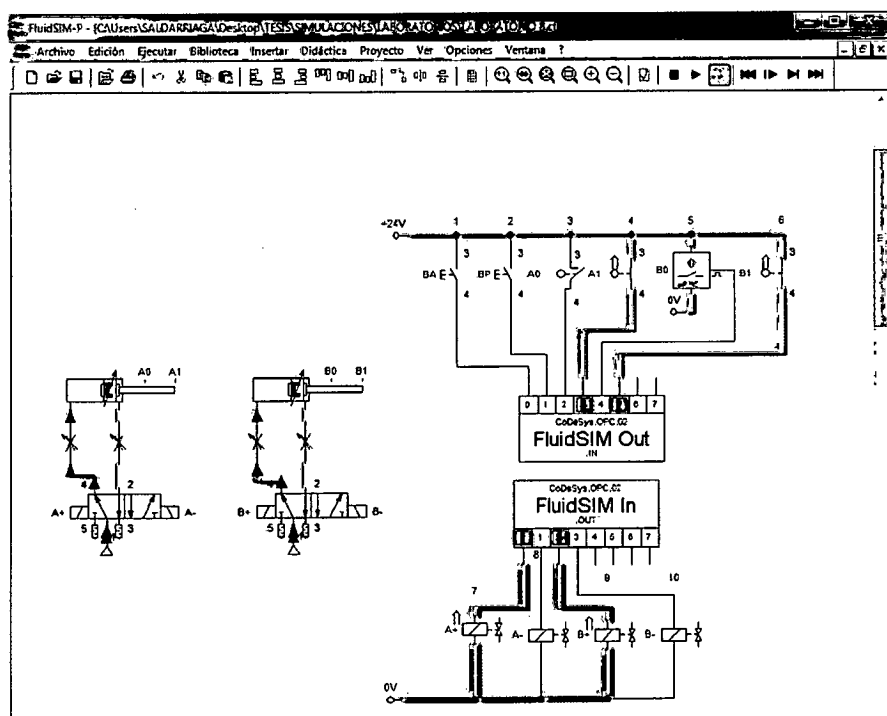 FluidSIM-P - [C:\Users\SALDARRIAGA\Desktop\TESIS\SIMULACIONES\LABORATORIOS\LABORATORIO 8.ct
Archivo Edición Ejecutar Biblioteca Insertar Didáctica Proyecto Ver Opciones Ventana ?
+24V 1 2 3 4 5 6
3 3 3 3 3
BA BP A0 A1 B0 B1
4 4 4 4 4
0V
A0 A1 B0 B1
0 1 2 3 4 5 6 7
CoDeSys.OPC.02
FluidSIM Out
.IN
CoDeSys.OPC.02
FluidSIM In
.OUT
4 2 4 2
A+ A- B+ B-
5 3 5 3
0 1 2 3 4 5 6 7
8
7 9 10
A+ A- B+ B-
0V